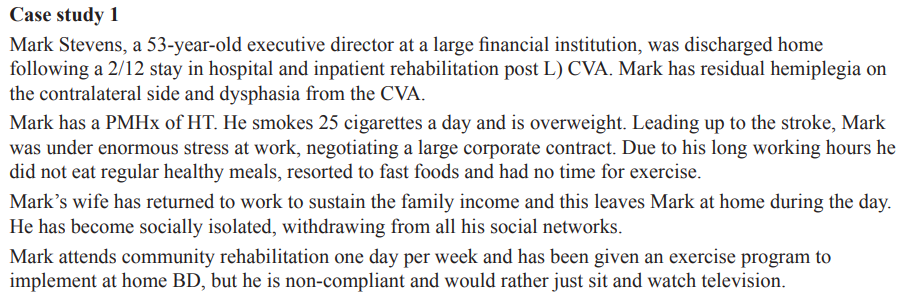 Case study 1
Mark Stevens, a 53-year-old executive director at a large financial institution, was discharged home
following a 2/12 stay in hospital and inpatient rehabilitation post L) CVA. Mark has residual hemiplegia on
the contralateral side and dysphasia from the CVA.
Mark has a PMHx of HT. He smokes 25 cigarettes a day and is overweight. Leading up to the stroke, Mark
was under enormous stress at work, negotiating a large corporate contract. Due to his long working hours he
did not eat regular healthy meals, resorted to fast foods and had no time for exercise.
Mark’s wife has returned to work to sustain the family income and this leaves Mark at home during the day.
He has become socially isolated, withdrawing from all his social networks.
Mark attends community rehabilitation one day per week and has been given an exercise program to
implement at home BD, but he is non-compliant and would rather just sit and watch television.